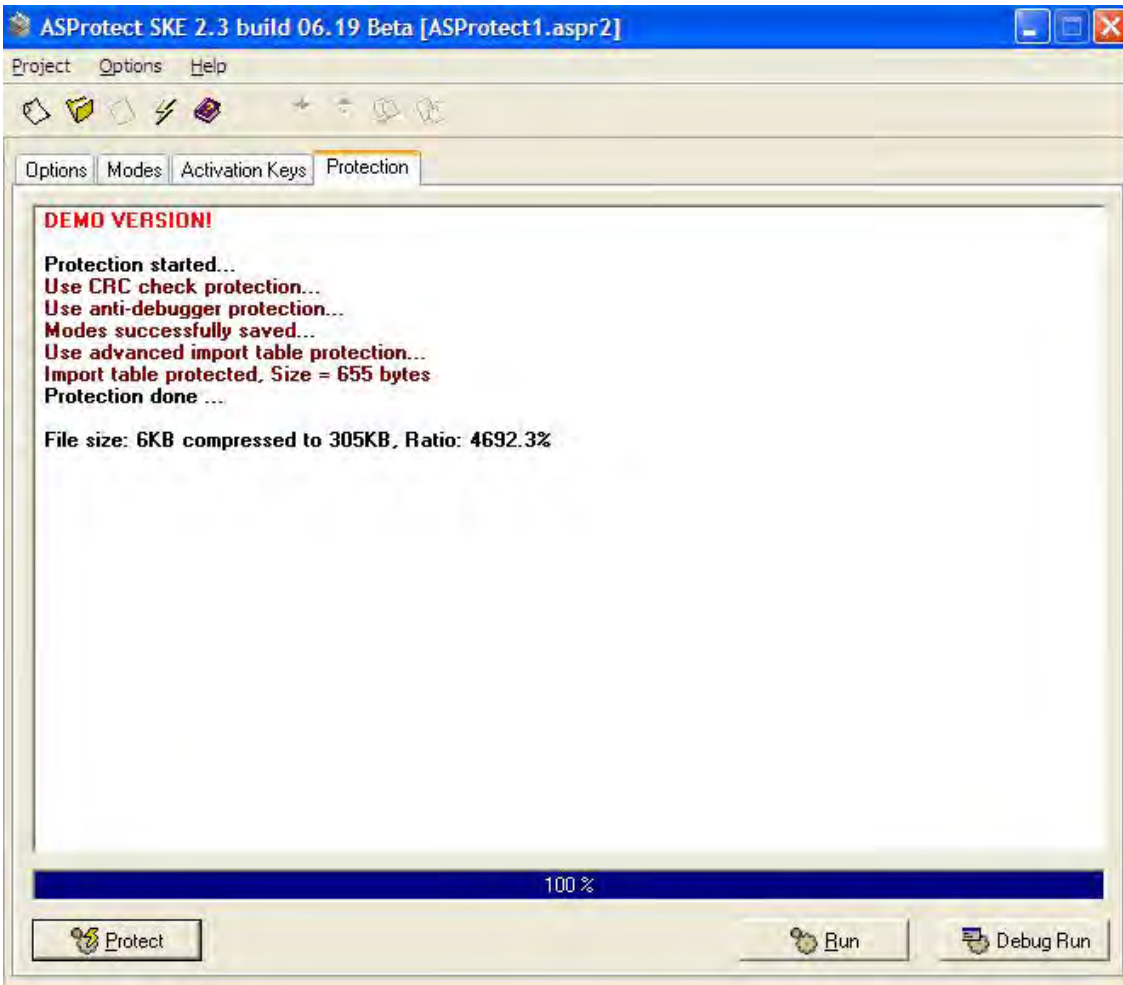 ASProtect SKE 2.3 build 06.19 Beta [ASProtect1.aspr2]
Project Options Help
Options Modes Activation Keys Protection
DEMO VERSION!
Protection started...
Use CRC check protection...
Use anti-debugger protection...
Modes successfully saved...
Use advanced import table protection...
Import table protected, Size = 655 bytes
Protection done ...
File size: 6KB compressed to 305KB, Ratio: 4692.3%
100 %
Protect Run Debug Run